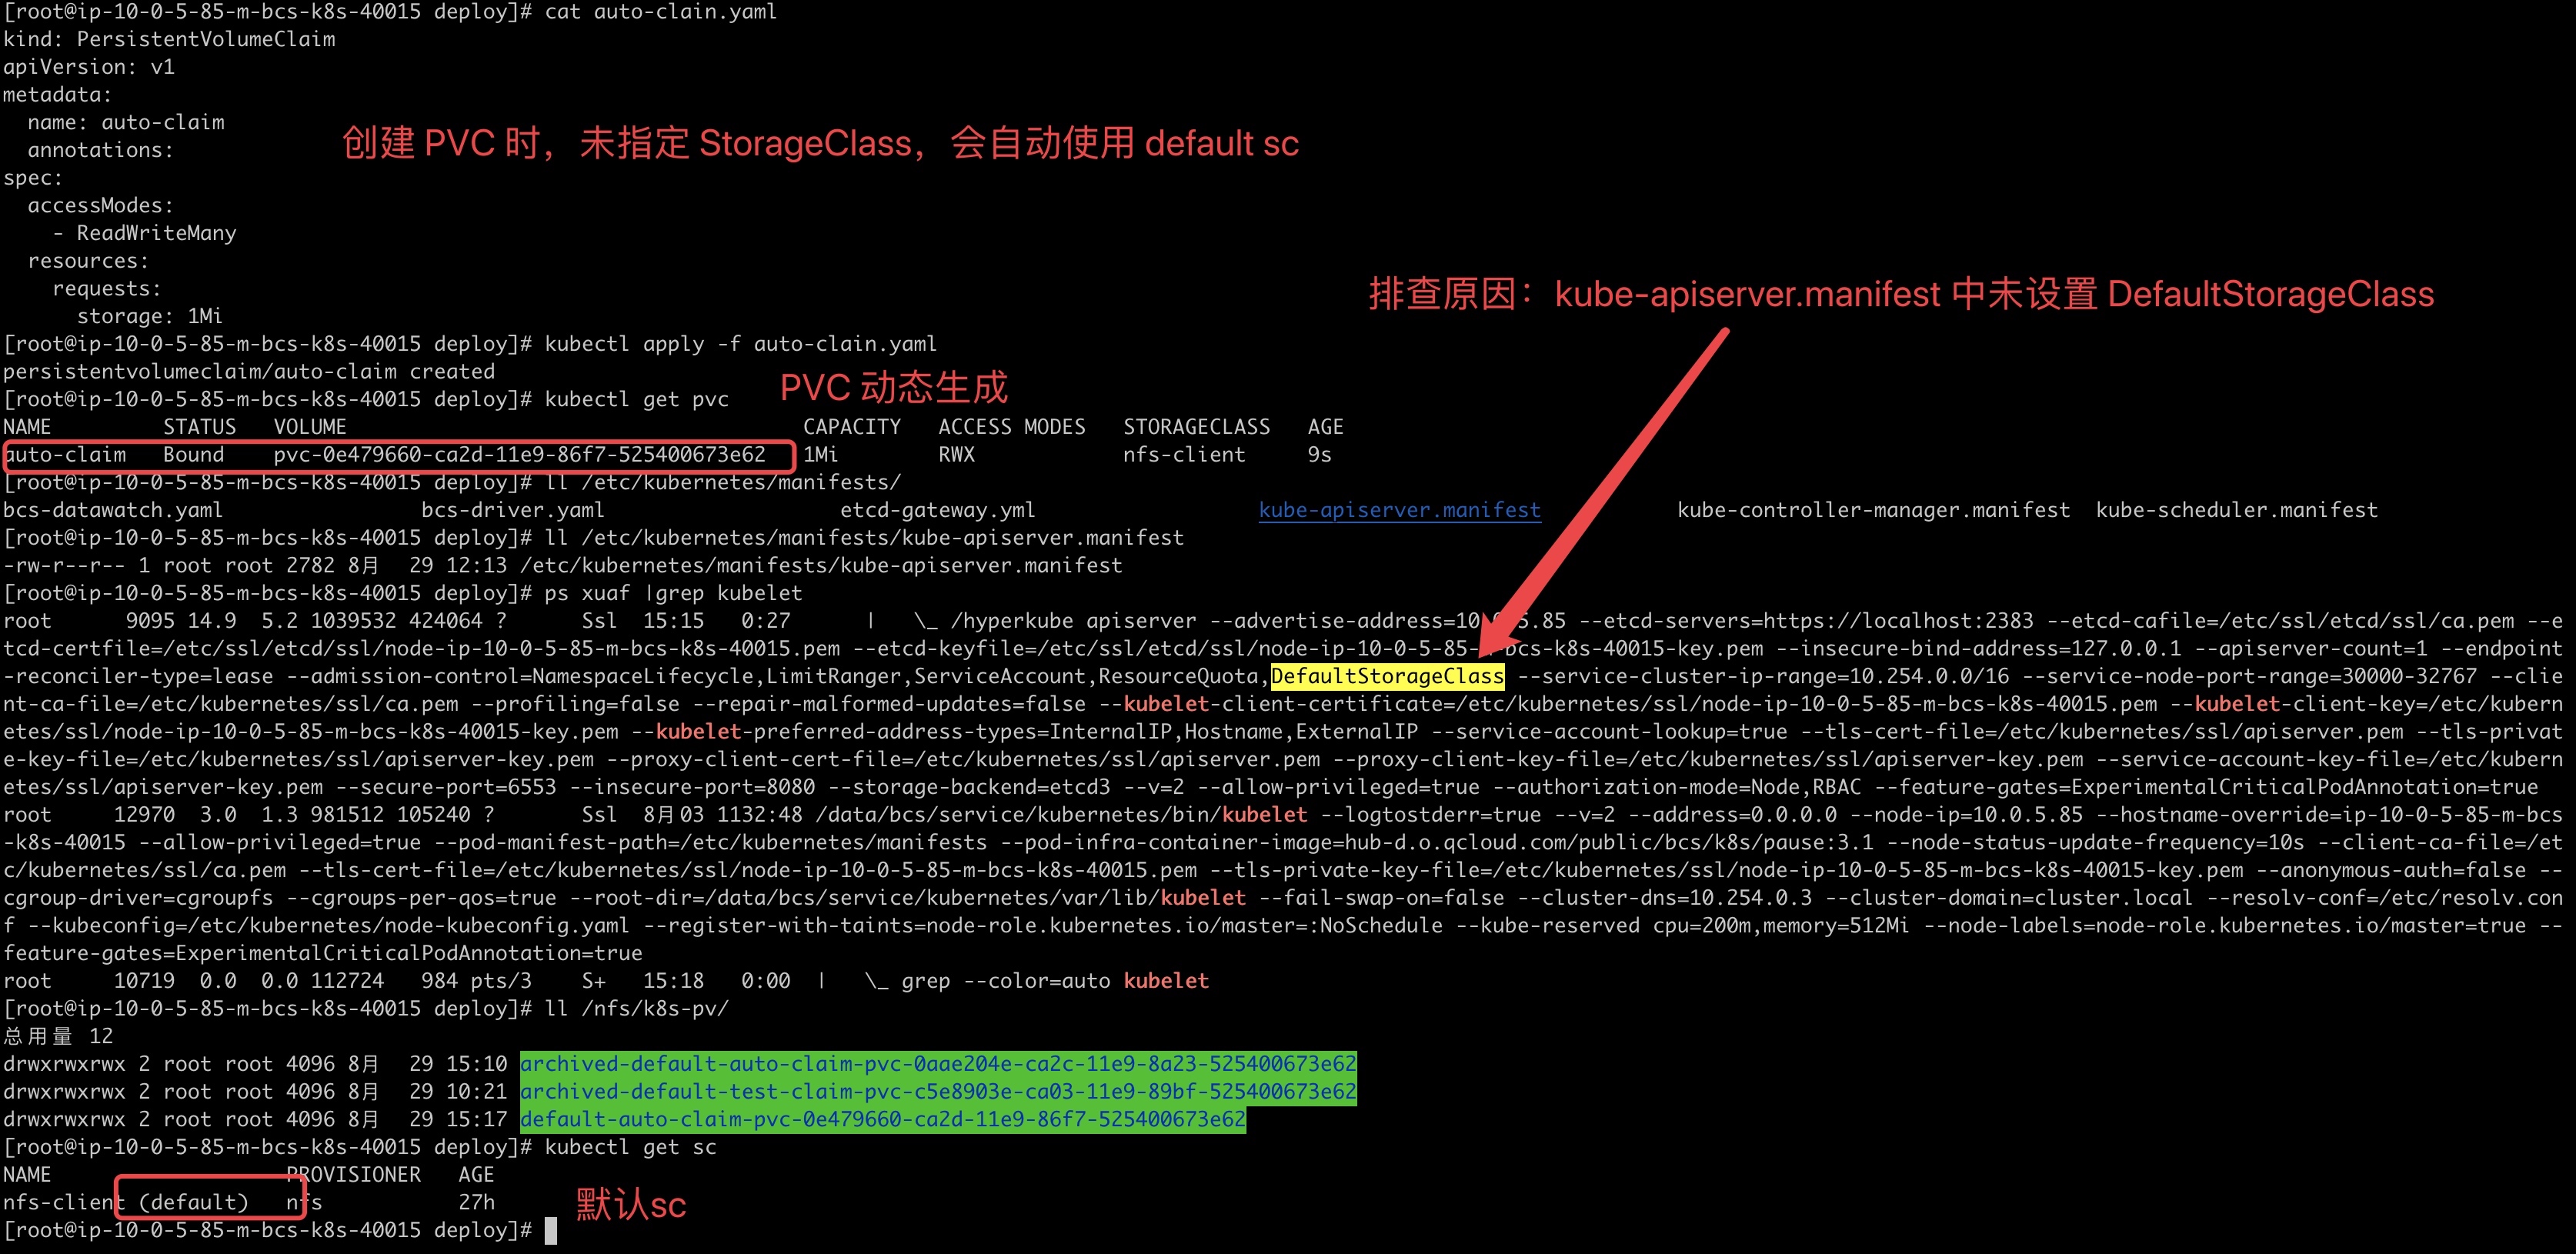 [root@ip-10-0-5-85-m-bcs-k8s-40015 deploy]# cat auto-clain.yaml
kind: PersistentVolumeClaim
apiVersion: v1
metadata:
  name: auto-claim
创建 PVC 时，未指定 StorageClass，会自动使用 default sc
  annotations:
spec:
  accessModes:
    - ReadWriteMany
  resources:
    requests:
排查原因：kube-apiserver.manifest 中未设置 DefaultStorageClass
      storage: 1Mi
[root@ip-10-0-5-85-m-bcs-k8s-40015 deploy]# kubectl apply -f auto-clain.yaml
persistentvolumeclaim/auto-claim created
PVC 动态生成
[root@ip-10-0-5-85-m-bcs-k8s-40015 deploy]# kubectl get pvc
NAME         STATUS   VOLUME                                     CAPACITY   ACCESS MODES   STORAGECLASS   AGE
auto-claim   Bound    pvc-0e479660-ca2d-11e9-86f7-525400673e62   1Mi        RWX            nfs-client     9s
[root@ip-10-0-5-85-m-bcs-k8s-40015 deploy]# ll /etc/kubernetes/manifests/
bcs-datawatch.yaml                bcs-driver.yaml                   etcd-gateway.yml                  kube-apiserver.manifest           kube-controller-manager.manifest  kube-scheduler.manifest
[root@ip-10-0-5-85-m-bcs-k8s-40015 deploy]# ll /etc/kubernetes/manifests/kube-apiserver.manifest
-rw-r--r-- 1 root root 2782 8月  29 12:13 /etc/kubernetes/manifests/kube-apiserver.manifest
[root@ip-10-0-5-85-m-bcs-k8s-40015 deploy]# ps xuaf |grep kubelet
root      9095 14.9  5.2 1039532 424064 ?      Ssl  15:15   0:27      |   \_ /hyperkube apiserver --advertise-address=10.0.5.85 --etcd-servers=https://localhost:2383 --etcd-cafile=/etc/ssl/etcd/ssl/ca.pem --e
tcd-certfile=/etc/ssl/etcd/ssl/node-ip-10-0-5-85-m-bcs-k8s-40015.pem --etcd-keyfile=/etc/ssl/etcd/ssl/node-ip-10-0-5-85-m-bcs-k8s-40015-key.pem --insecure-bind-address=127.0.0.1 --apiserver-count=1 --endpoint
-reconciler-type=lease --admission-control=NamespaceLifecycle,LimitRanger,ServiceAccount,ResourceQuota,DefaultStorageClass --service-cluster-ip-range=10.254.0.0/16 --service-node-port-range=30000-32767 --clie
nt-ca-file=/etc/kubernetes/ssl/ca.pem --profiling=false --repair-malformed-updates=false --kubelet-client-certificate=/etc/kubernetes/ssl/node-ip-10-0-5-85-m-bcs-k8s-40015.pem --kubelet-client-key=/etc/kubern
etes/ssl/node-ip-10-0-5-85-m-bcs-k8s-40015-key.pem --kubelet-preferred-address-types=InternalIP,Hostname,ExternalIP --service-account-lookup=true --tls-cert-file=/etc/kubernetes/ssl/apiserver.pem --tls-privat
e-key-file=/etc/kubernetes/ssl/apiserver-key.pem --proxy-client-cert-file=/etc/kubernetes/ssl/apiserver.pem --proxy-client-key-file=/etc/kubernetes/ssl/apiserver-key.pem --service-account-key-file=/etc/kubern
etes/ssl/apiserver-key.pem --secure-port=6553 --insecure-port=8080 --storage-backend=etcd3 --v=2 --allow-privileged=true --authorization-mode=Node,RBAC --feature-gates=ExperimentalCriticalPodAnnotation=true
root     12970  3.0  1.3 981512 105240 ?       Ssl  8月03 1132:48 /data/bcs/service/kubernetes/bin/kubelet --logtostderr=true --v=2 --address=0.0.0.0 --node-ip=10.0.5.85 --hostname-override=ip-10-0-5-85-m-bcs
-k8s-40015 --allow-privileged=true --pod-manifest-path=/etc/kubernetes/manifests --pod-infra-container-image=hub-d.o.qcloud.com/public/bcs/k8s/pause:3.1 --node-status-update-frequency=10s --client-ca-file=/et
c/kubernetes/ssl/ca.pem --tls-cert-file=/etc/kubernetes/ssl/node-ip-10-0-5-85-m-bcs-k8s-40015.pem --tls-private-key-file=/etc/kubernetes/ssl/node-ip-10-0-5-85-m-bcs-k8s-40015-key.pem --anonymous-auth=false --
cgroup-driver=cgroupfs --cgroups-per-qos=true --root-dir=/data/bcs/service/kubernetes/var/lib/kubelet --fail-swap-on=false --cluster-dns=10.254.0.3 --cluster-domain=cluster.local --resolv-conf=/etc/resolv.con
f --kubeconfig=/etc/kubernetes/node-kubeconfig.yaml --register-with-taints=node-role.kubernetes.io/master=:NoSchedule --kube-reserved cpu=200m,memory=512Mi --node-labels=node-role.kubernetes.io/master=true --
feature-gates=ExperimentalCriticalPodAnnotation=true
root     10719  0.0  0.0 112724   984 pts/3    S+   15:18   0:00  |   \_ grep --color=auto kubelet
[root@ip-10-0-5-85-m-bcs-k8s-40015 deploy]# ll /nfs/k8s-pv/
总用量 12
drwxrwxrwx 2 root root 4096 8月  29 15:10 archived-default-auto-claim-pvc-0aae204e-ca2c-11e9-8a23-525400673e62
drwxrwxrwx 2 root root 4096 8月  29 10:21 archived-default-test-claim-pvc-c5e8903e-ca03-11e9-89bf-525400673e62
drwxrwxrwx 2 root root 4096 8月  29 15:17 default-auto-claim-pvc-0e479660-ca2d-11e9-86f7-525400673e62
[root@ip-10-0-5-85-m-bcs-k8s-40015 deploy]# kubectl get sc
NAME                   PROVISIONER   AGE
nfs-client (default)   nfs           27h
默认sc
[root@ip-10-0-5-85-m-bcs-k8s-40015 deploy]#